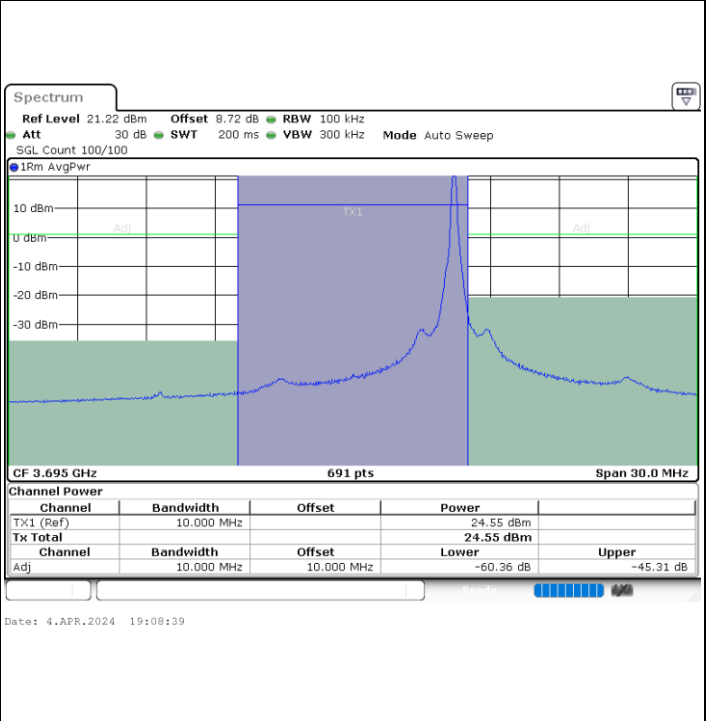 Spectrum
Ref Level 21.22 dBm Offset 8.72 dB RBW 100 kHz
Att 30 dB SWT 200 ms VBW 300 kHz Mode Auto Sweep
SGL Count 100/100
1Rm AvgPwr
10 dBm
TX1
Adj Adj
0 dBm
-10 dBm
-20 dBm
-30 dBm
CF 3.695 GHz 691 pts Span 30.0 MHz
Channel Power
Channel Bandwidth Offset Power
TX1 (Ref) 10.000 MHz 24.55 dBm
Tx Total 24.55 dBm
Channel Bandwidth Offset Lower Upper
Adj 10.000 MHz 10.000 MHz -60.36 dB -45.31 dB
Ready
Date: 4.APR.2024 19:08:39